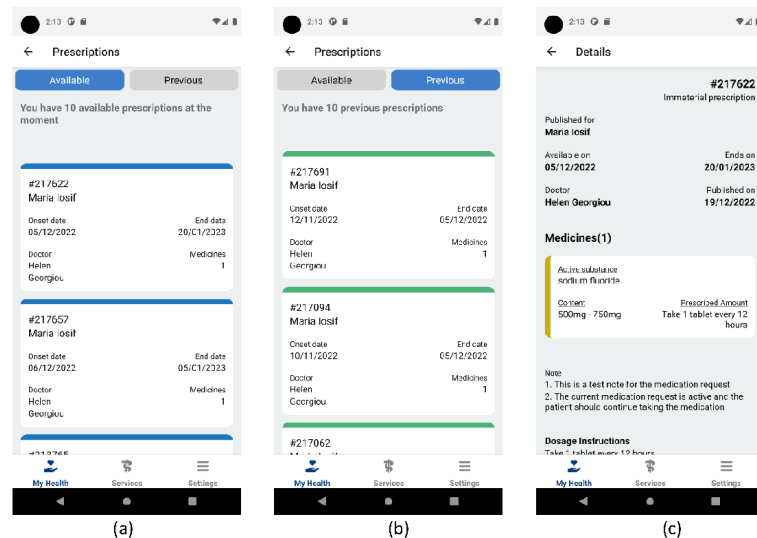 2:13
Prescriptions
Available
Previous
You have 10 available prescriptions at the
moment
#217622
Maria Iosif
Onset date
End date
05/12/2022
20/01/2023
Doctor
Medicines
Helen
1
Georgiou
#217657
Maria Iosif
Onset date
End date
06/12/2022
05/01/2023
Doctor
Medicines
Helen
1
Georgiou
My Health
Services
Settings
(a)
2:13
Prescriptions
Available
Previous
You have 10 previous prescriptions
#217691
Maria Iosif
Onset date
End date
12/11/2022
05/12/2022
Doctor
Medicines
Helen
1
Georgiou
#217094
Maria Iosif
Onset date
End date
10/11/2022
05/12/2022
Doctor
Medicines
Helen
1
Georgiou
#217062
My Health
Services
Settings
(b)
2:13
Details
#217622
Immaterial prescription
Published for
Maria Iosif
Available on
Ends on
05/12/2022
20/01/2023
Doctor
Published on
Helen Georgiou
19/12/2022
Medicines(1)
Active substance
sodium fluoride
Content
Prescribed Amount
500mg - 750mg
Take 1 tablet every 12
hours
Note
1. This is a test note for the medication request
2. The current medication request is active and the
patient should continue taking the medication
Dosage Instructions
Take 1 tablet every 12 hours
My Health
Services
Settings
(c)